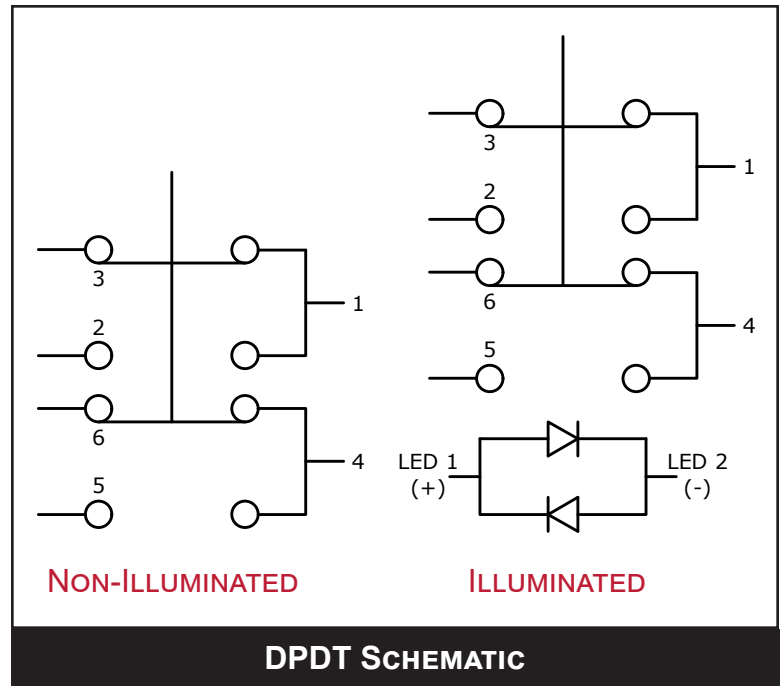 3
2
6
5
1
4
NON-ILLUMINATED
3
2
6
5
1
4
LED 1
(+)
LED 2
(-)
ILLUMINATED
DPDT SCHEMATIC